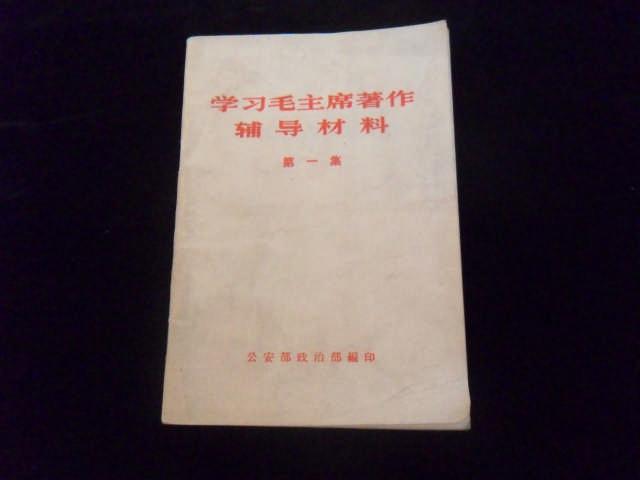 学习毛主席著作
辅导材料
第一集
公安部政治部編印